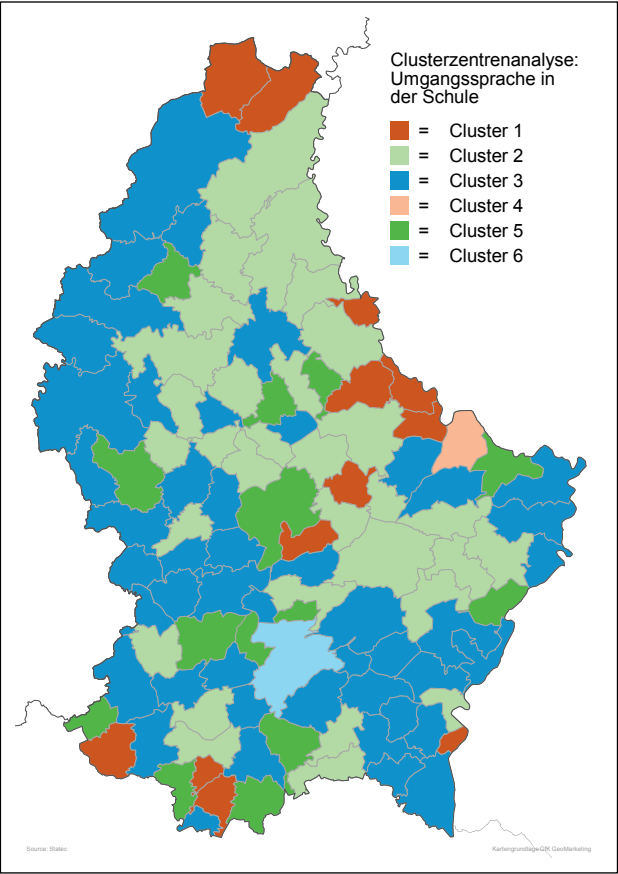 Clusterzentrenanalyse:
Umgangssprache in
der Schule
= Cluster 1
= Cluster 2
= Cluster 3
= Cluster 4
= Cluster 5
= Cluster 6
Source: Statec
Kartengrundlage GfK GeoMarketing